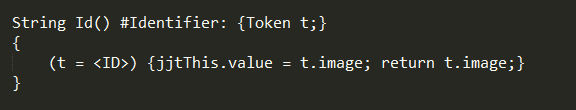 String Id() #Identifier: {Token t;}
{
    (t = <ID>) {jjtThis.value = t.image; return t.image;}
}